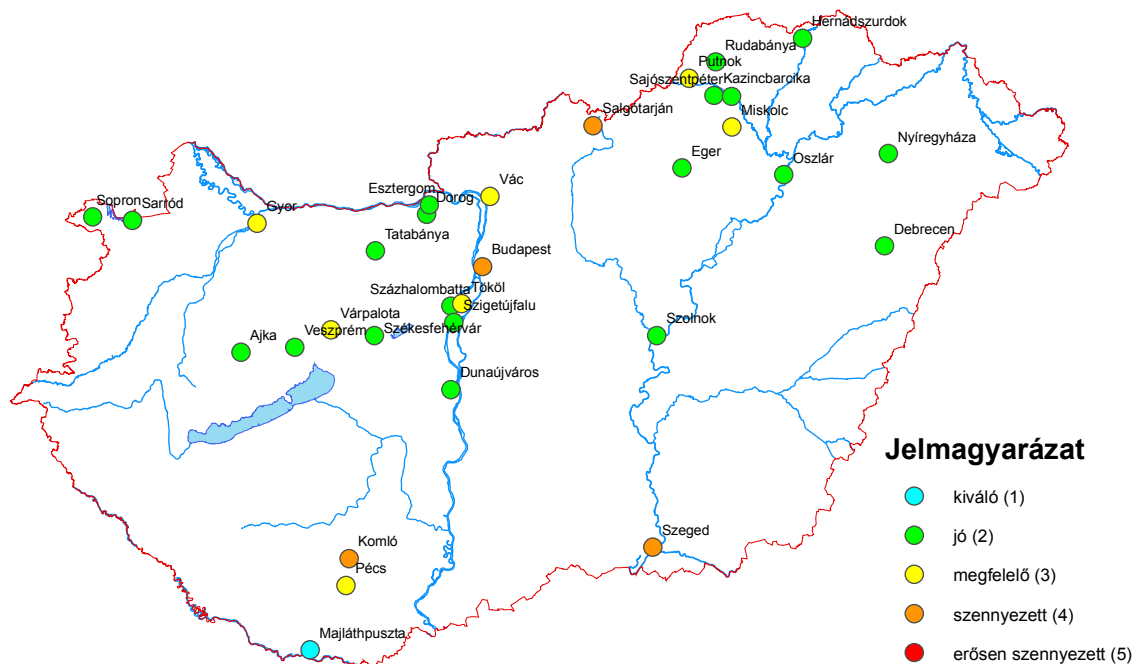 Hernádszurdok
Rudabánya
Putnok
Sajószentpéter
Kazincbarcika
Salgótarján
Miskolc
Nyíregyháza
Eger
Oszlár
Vác
Esztergom
Dorog
Sopron
Sarród
Gyor
Tatabánya
Debrecen
Budapest
Százhalombatta
Tököl
Szigetújfalu
Várpalota
Székesfehérvár
Veszprém
Ajka
Szolnok
Dunaújváros
Jelmagyarázat
kiváló (1)
jó (2)
megfelelő (3)
szennyezett (4)
erősen szennyezett (5)
Szeged
Komló
Pécs
Majláthpuszta